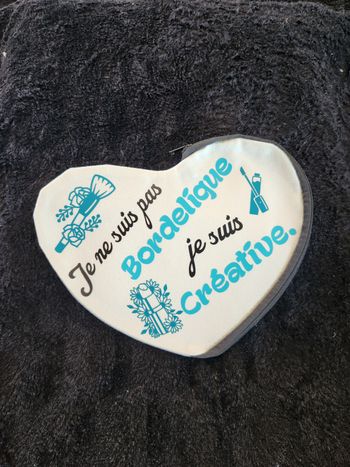 Je ne suis pas
Bordelique
je suis
Créative.